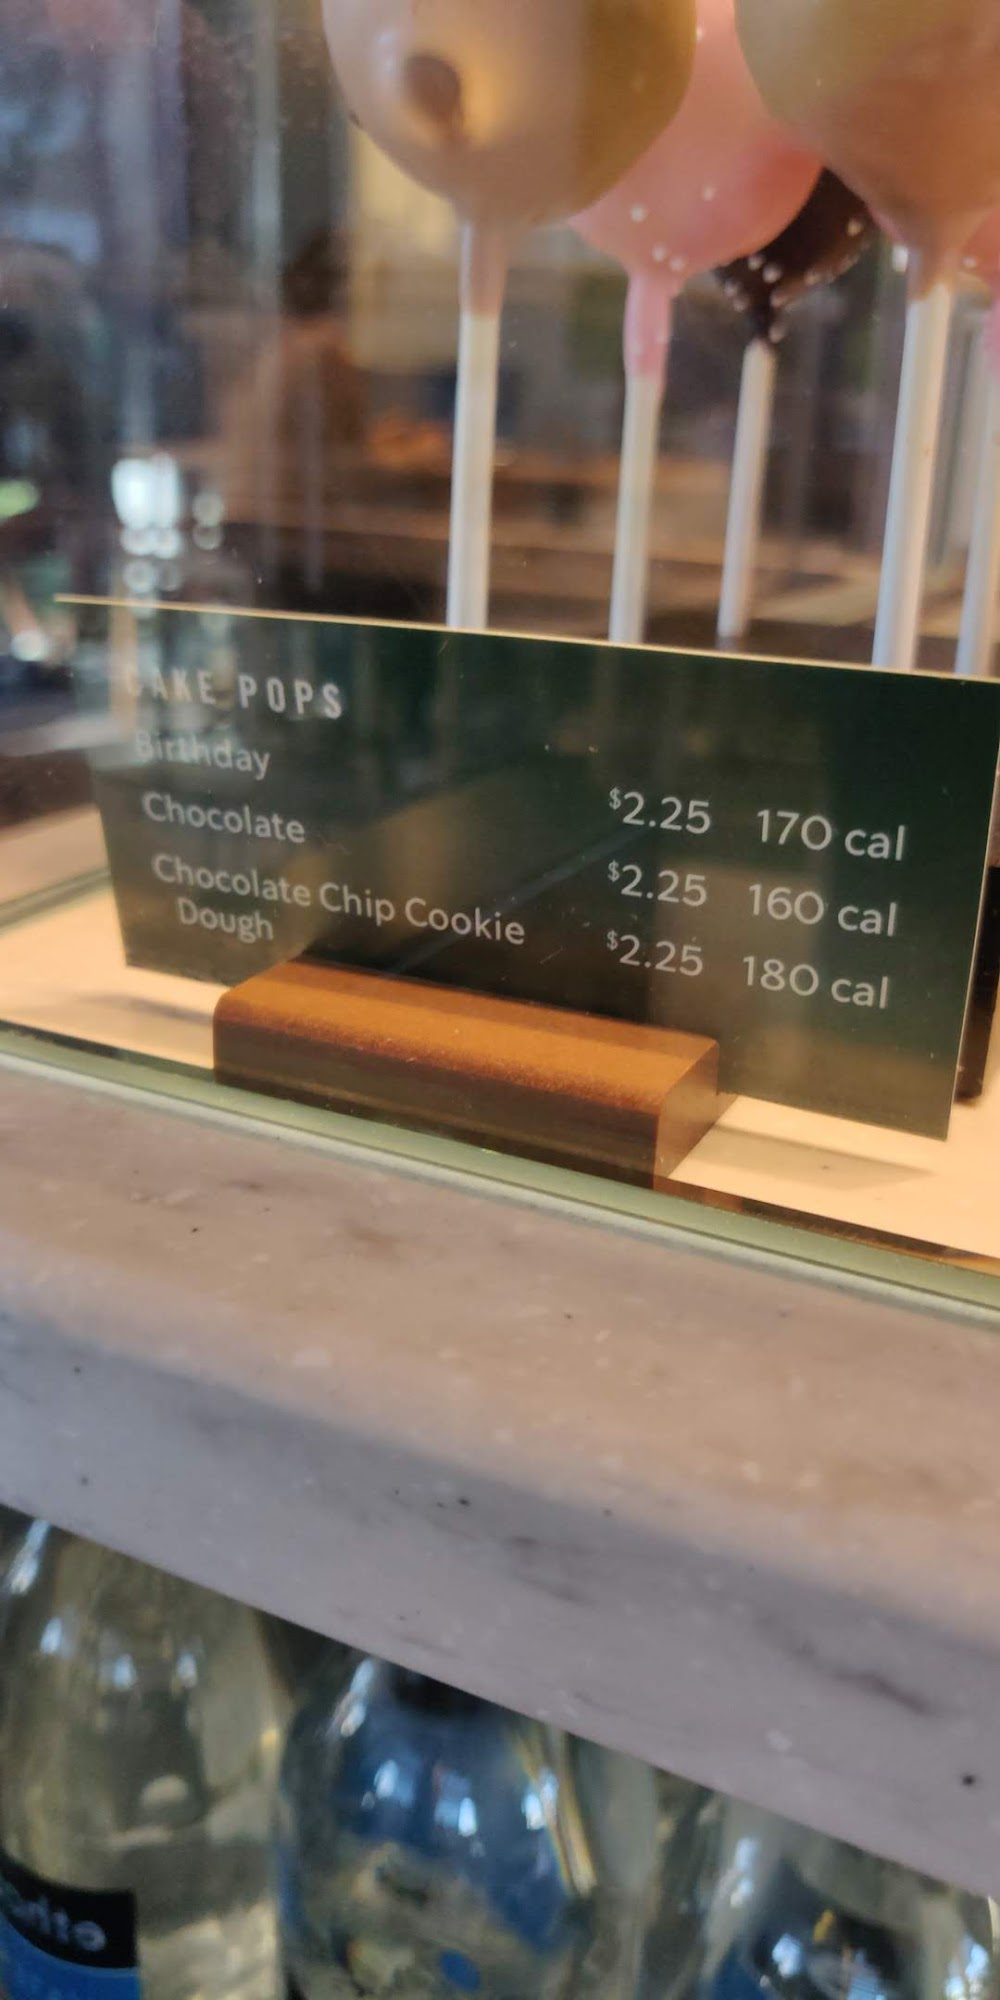 CAKE POPS
Birthday $2.25 170 cal
Chocolate $2.25 160 cal
Chocolate Chip Cookie
Dough $2.25 180 cal